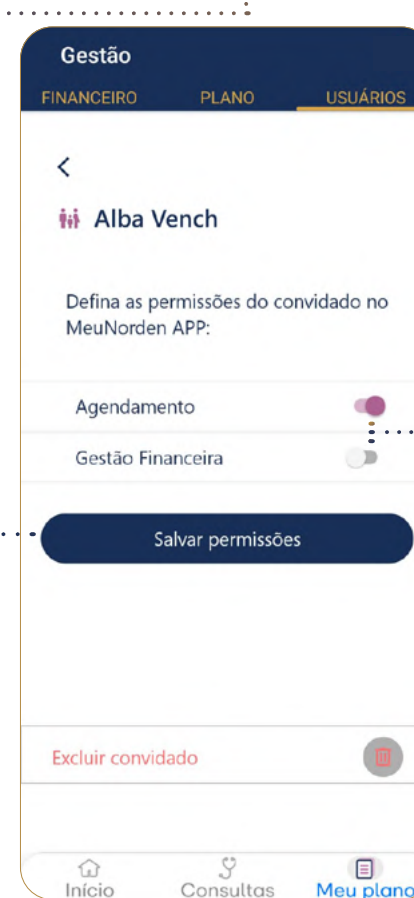 Gestão
FINANCEIRO PLANO USUÁRIOS
Alba Vench
Defina as permissões do convidado no
MeuNorden APP:
Agendamento
Gestão Financeira
Salvar permissões
Excluir convidado
Início Consultas Meu plano